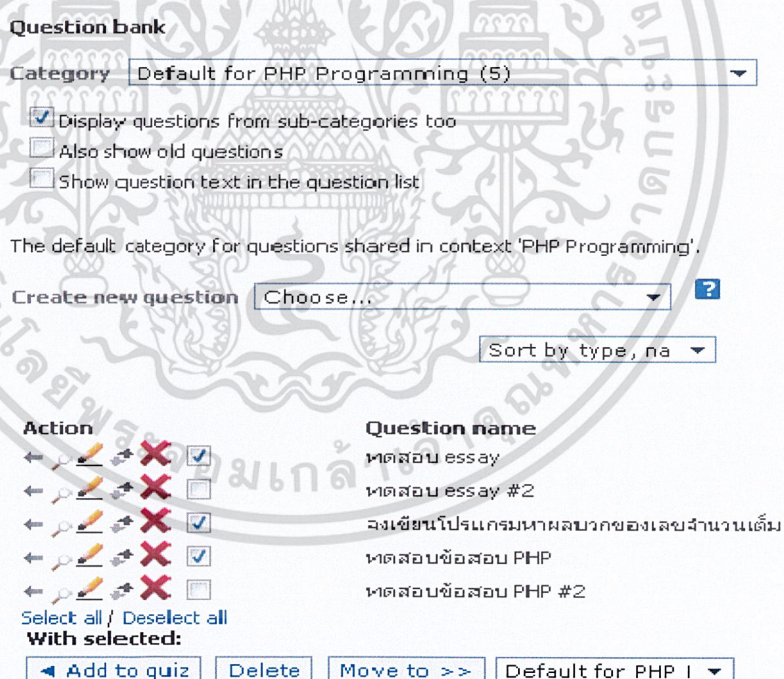 Question bank
Category Default for PHP Programming (5)
Display questions from sub-categories too
Also show old questions
Show question text in the question list
The default category for questions shared in context 'PHP Programming'.
Create new question Choose... ?
Sort by type, na
Action Question name
ทดสอบ essay
ทดสอบ essay #2
จงเขียนโปรแกรมหาผลบวกของเลขจำนวนเต็ม
ทดสอบข้อสอบ PHP
ทดสอบข้อสอบ PHP #2
Select all / Deselect all
With selected:
◄ Add to quiz Delete Move to >> Default for PHP I